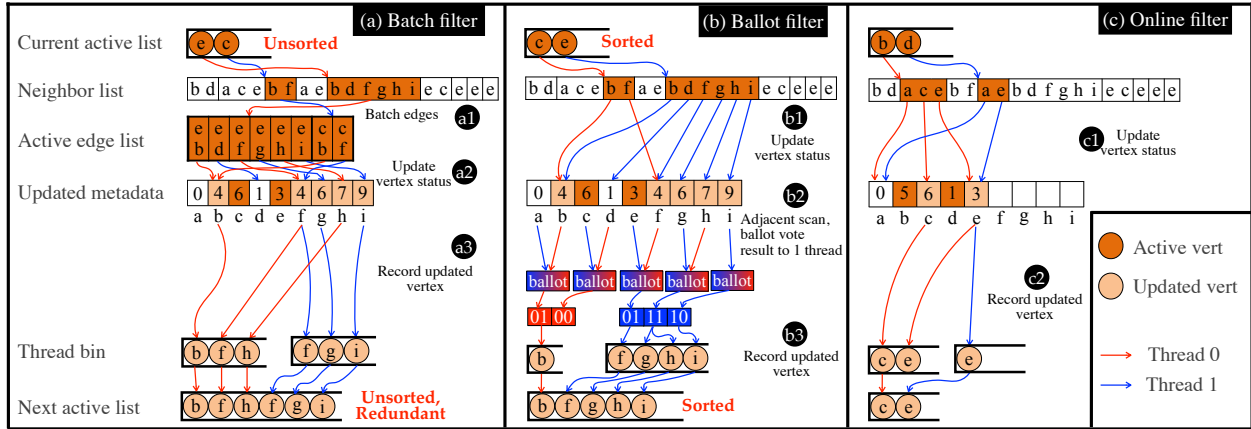 (a) Batch filter
(b) Ballot filter
(c) Online filter
Current active list
e c
Unsorted
c e
Sorted
b d
Neighbor list
b d a c e b f a e b d f g h i e c e e e
b d a c e b f a e b d f g h i e c e e e
b d a c e b f a e b d f g h i e c e e e
Batch edges
a1
b1
Update
vertex status
c1
Update
vertex status
Active edge list
e e e e e e c c
b d f g h i b f
Update
vertex status
a2
Updated metadata
0 4 6 1 3 4 6 7 9
a b c d e f g h i
0 4 6 1 3 4 6 7 9
a b c d e f g h i
b2
Adjacent scan,
ballot vote
result to 1 thread
0 5 6 1 3
a b c d e f g h i
a3
Record updated
vertex
ballot ballot ballot ballot ballot
01 00 01 11 10
c2
Record updated
vertex
Active vert
Updated vert
Thread 0
Thread 1
Thread bin
b f h f g i
b f g h i
b3
Record updated
vertex
c e e
Next active list
b f h f g i
Unsorted,
Redundant
b f g h i
Sorted
c e